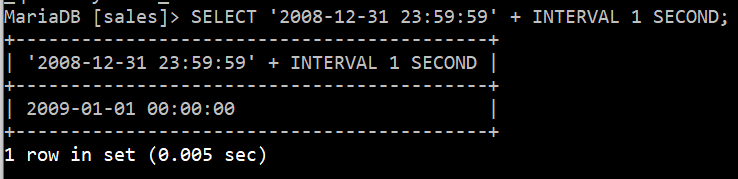 MariaDB [sales]> SELECT '2008-12-31 23:59:59' + INTERVAL 1 SECOND;
+----------------------------------------+
| '2008-12-31 23:59:59' + INTERVAL 1 SECOND |
+----------------------------------------+
| 2009-01-01 00:00:00                       |
+----------------------------------------+
1 row in set (0.005 sec)